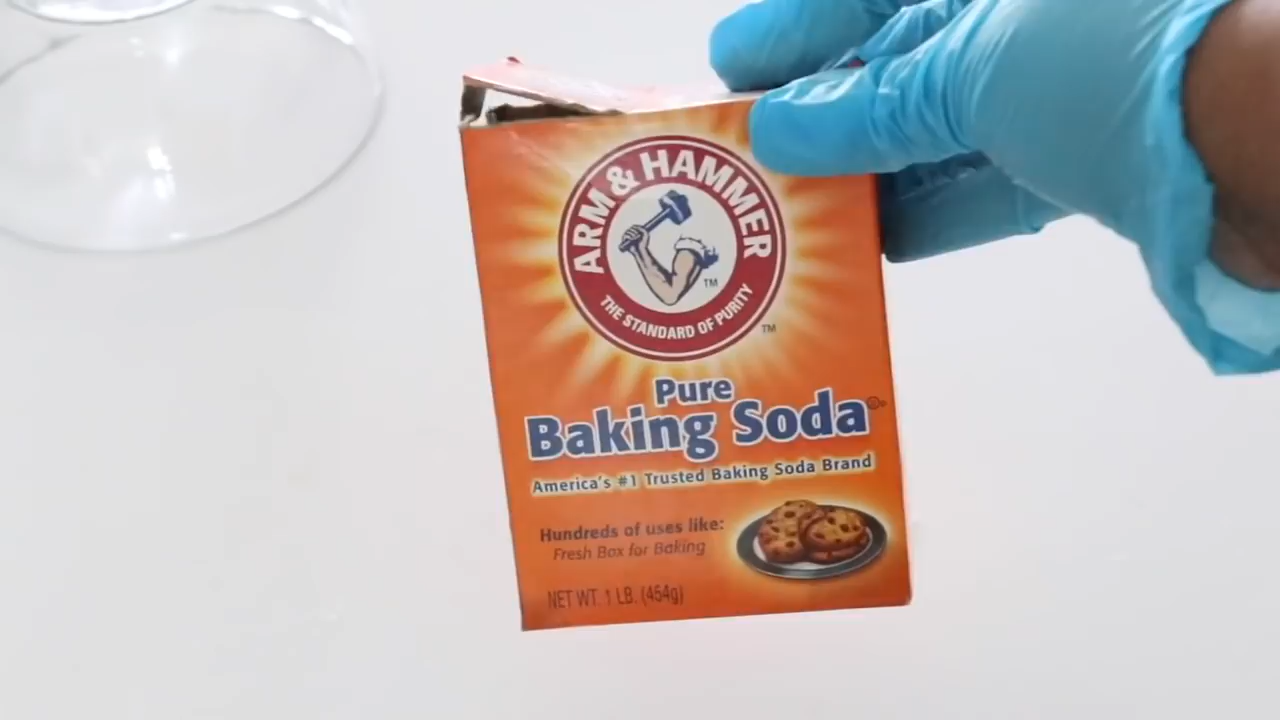 ARM & HAMMER
TM
THE STANDARD OF PURITY
TM
Pure
Baking Soda®
America's #1 Trusted Baking Soda Brand
Hundreds of uses like:
Fresh Box for Baking
NET WT. 1 LB. (454g)